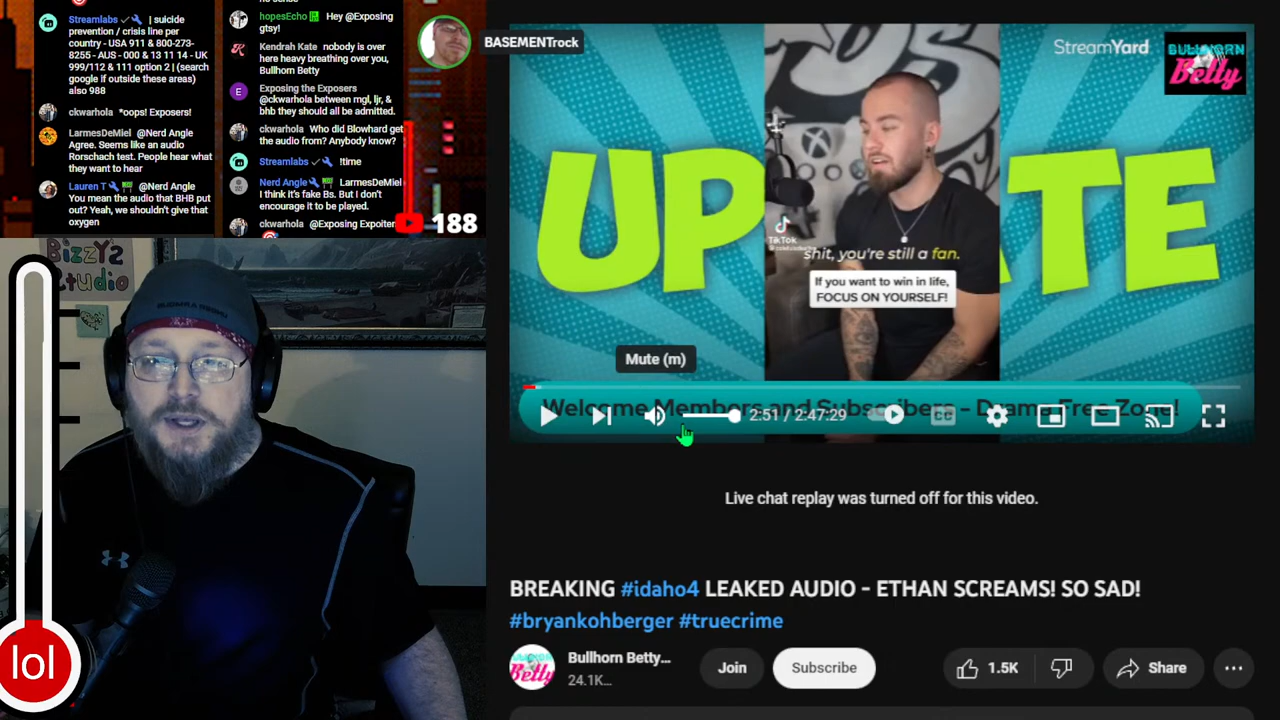 Streamlabs | suicide
prevention / crisis line per
country - USA 911 & 800-273-
8255 - AUS -000 & 13 11 14 - UK
999/112 & 111 option 2 | (search
google if outside these areas)
also 988
ckwarhola *oops! Exposers!
LarmesDeMiel @Nerd Angle
Agree. Seems like an audio
Rorschach test. People hear what
they want to hear
Lauren T @Nerd Angle
You mean the audio that BHB put
out? Yeah, we shouldn't give that
oxygen
hopesEcho Hey @Exposing
gtsy!
Kendrah Kate nobody is over
here heavy breathing over you,
Bullhorn Betty
Exposing the Exposers
@ckwarhola between mgl, ljr, &
bhb they should all be admitted.
ckwarhola Who did Blowhard get
the audio from? Anybody know?
Streamlabs !time
Nerd Angle LarmesDeMiel
I think it's fake Bs. But I don't
encourage it to be played.
ckwarhola @Exposing Expoiter
188
BASEMENTrock
BizzY'z
Ztudio
lol
StreamYard
BULLHORN
Betty
UP
ATE
TikTok
shit, you're still a fan.
If you want to win in life,
FOCUS ON YOURSELF!
Mute (m)
Welcome Members and Subscribers - Drama Free Zone!
2:51 / 2:47:29
CC
Live chat replay was turned off for this video.
BREAKING #idaho4 LEAKED AUDIO - ETHAN SCREAMS! SO SAD!
#bryankohberger #truecrime
Bullhorn Betty...
24.1K...
Join
Subscribe
1.5K
Share